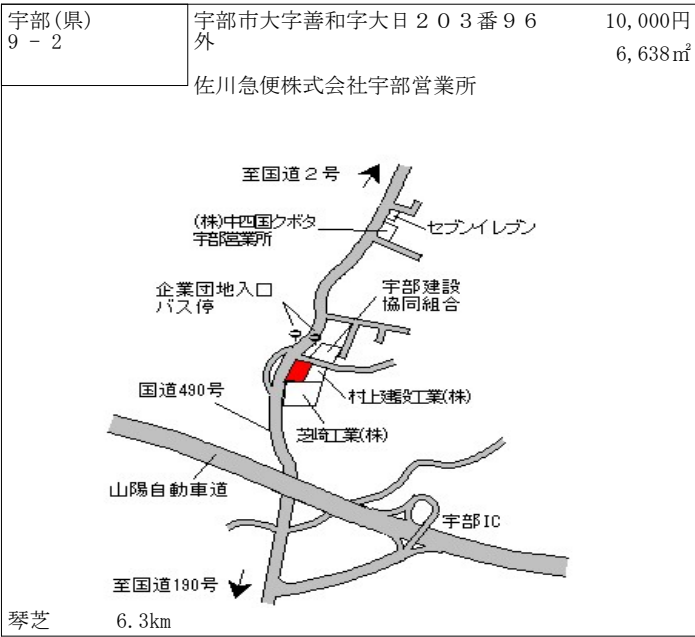 宇部(県)
9 - 2
宇部市大字善和字大日２０３番９６
外
10,000円
6,638㎡
佐川急便株式会社宇部営業所
至国道２号
(株)中四国クボタ
宇部営業所
セブンイレブン
企業団地入口
バス停
宇部建設
協同組合
国道490号
村上建設工業(株)
芝崎工業(株)
山陽自動車道
宇部IC
至国道190号
琴芝 6.3km